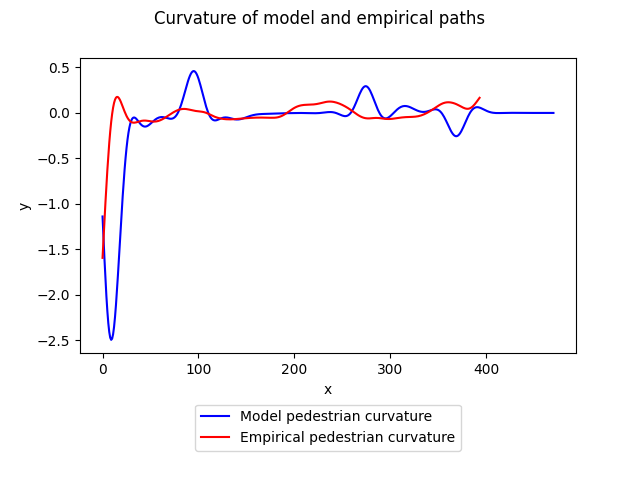 Curvature of model and empirical paths
0.5
0.0
−0.5
−1.0
−1.5
−2.0
−2.5
y
0 100 200 300 400
x
Model pedestrian curvature
Empirical pedestrian curvature